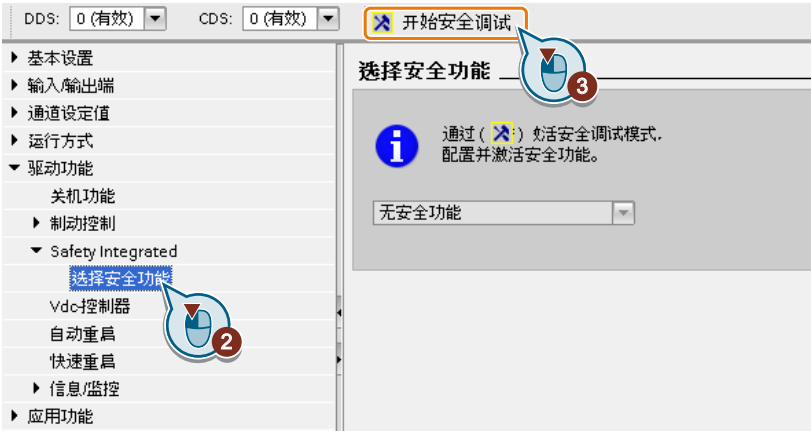 DDS: 0 (有效) CDS: 0 (有效) 开始安全调试
3
基本设置
输入/输出端
通道设定值
运行方式
驱动功能
关机功能
制动控制
Safety Integrated
选择安全功能
2
Vdc控制器
自动重启
快速重启
信息/监控
应用功能
选择安全功能
通过( ) 激活安全调试模式,
配置并激活安全功能。
无安全功能